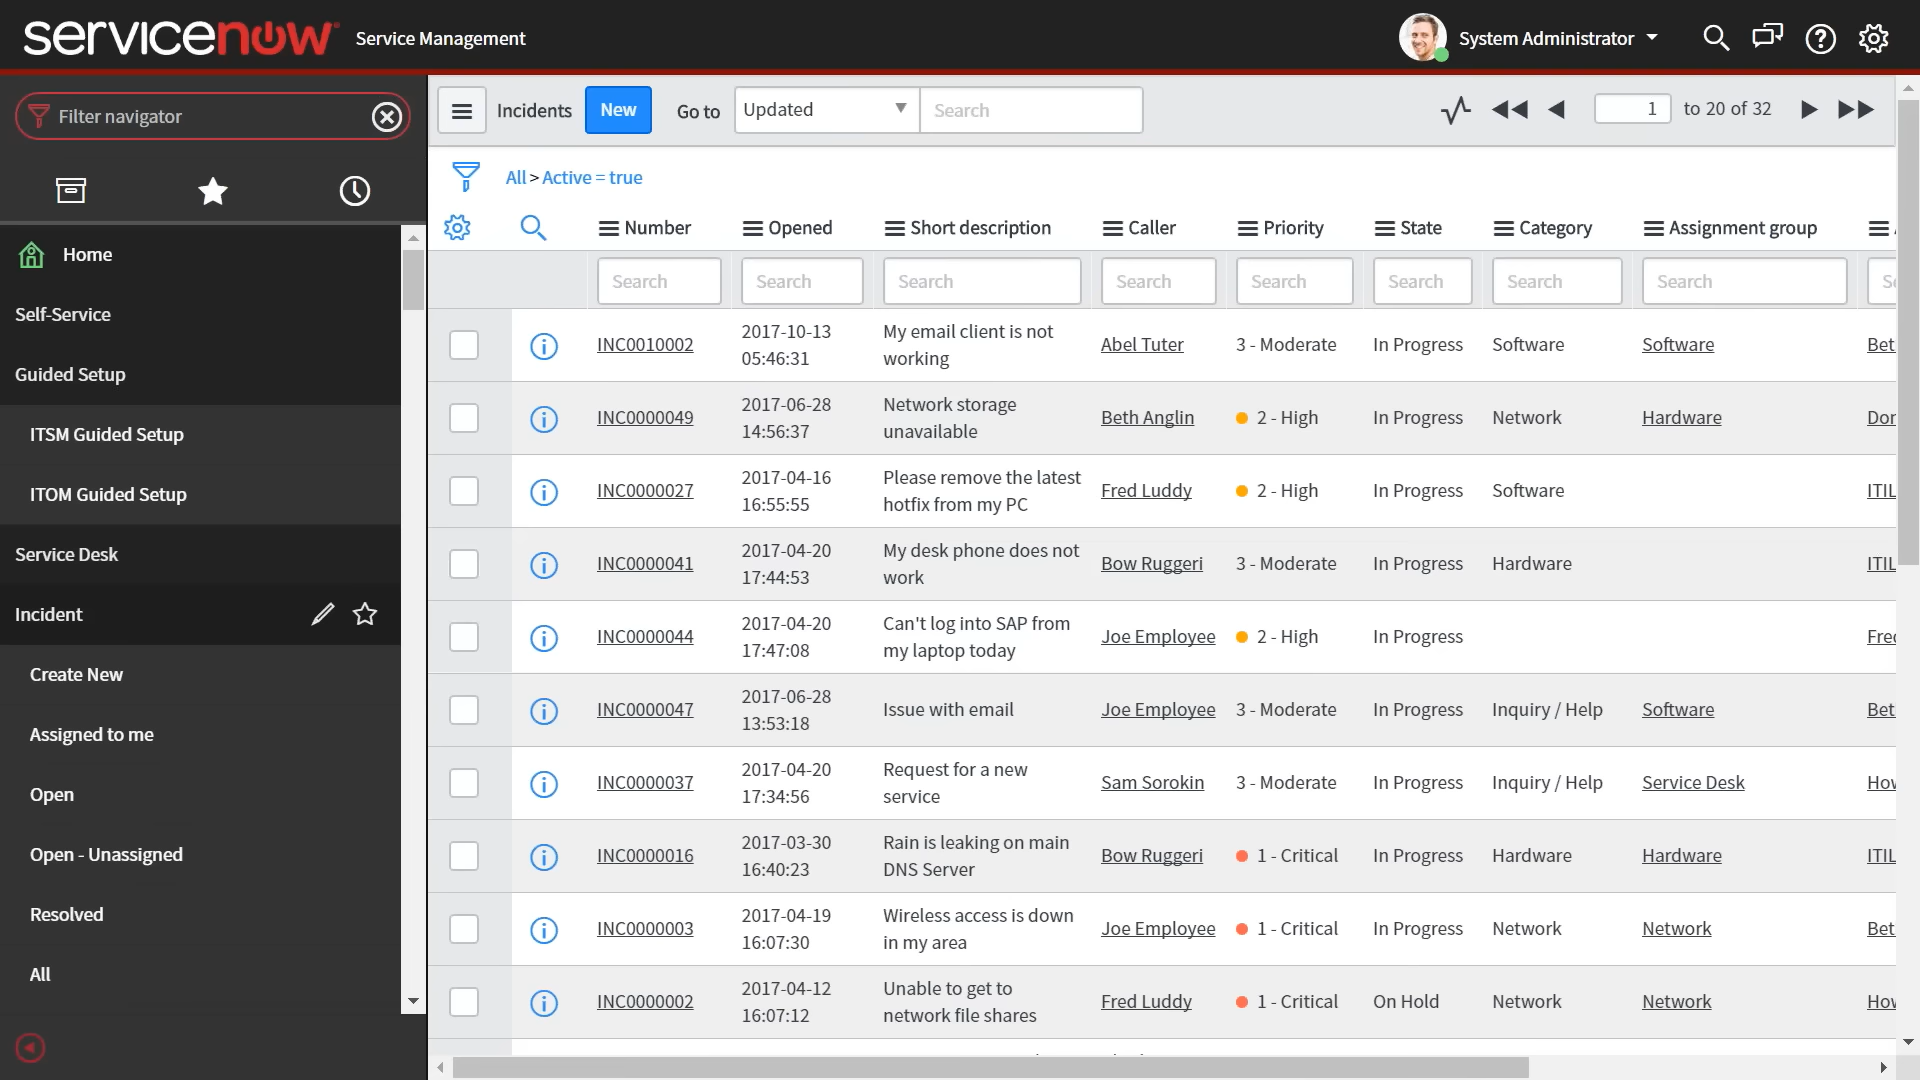 servicenow Service Management
System Administrator
Filter navigator
Home
Self-Service
Guided Setup
ITSM Guided Setup
ITOM Guided Setup
Service Desk
Incident
Create New
Assigned to me
Open
Open - Unassigned
Resolved
All
Incidents New Go to Updated Search 1 to 20 of 32
All > Active = true
Number Opened Short description Caller Priority State Category Assignment group
Search Search Search Search Search Search Search Search
INC0010002 2017-10-13 05:46:31 My email client is not working Abel Tuter 3 - Moderate In Progress Software Software
INC0000049 2017-06-28 14:56:37 Network storage unavailable Beth Anglin 2 - High In Progress Network Hardware
INC0000027 2017-04-16 16:55:55 Please remove the latest hotfix from my PC Fred Luddy 2 - High In Progress Software ITIL
INC0000041 2017-04-20 17:44:53 My desk phone does not work Bow Ruggeri 3 - Moderate In Progress Hardware ITIL
INC0000044 2017-04-20 17:47:08 Can't log into SAP from my laptop today Joe Employee 2 - High In Progress
INC0000047 2017-06-28 13:53:18 Issue with email Joe Employee 3 - Moderate In Progress Inquiry / Help Software
INC0000037 2017-04-20 17:34:56 Request for a new service Sam Sorokin 3 - Moderate In Progress Inquiry / Help Service Desk
INC0000016 2017-03-30 16:40:23 Rain is leaking on main DNS Server Bow Ruggeri 1 - Critical In Progress Hardware Hardware ITIL
INC0000003 2017-04-19 16:07:30 Wireless access is down in my area Joe Employee 1 - Critical In Progress Network Network
INC0000002 2017-04-12 16:07:12 Unable to get to network file shares Fred Luddy 1 - Critical On Hold Network Network